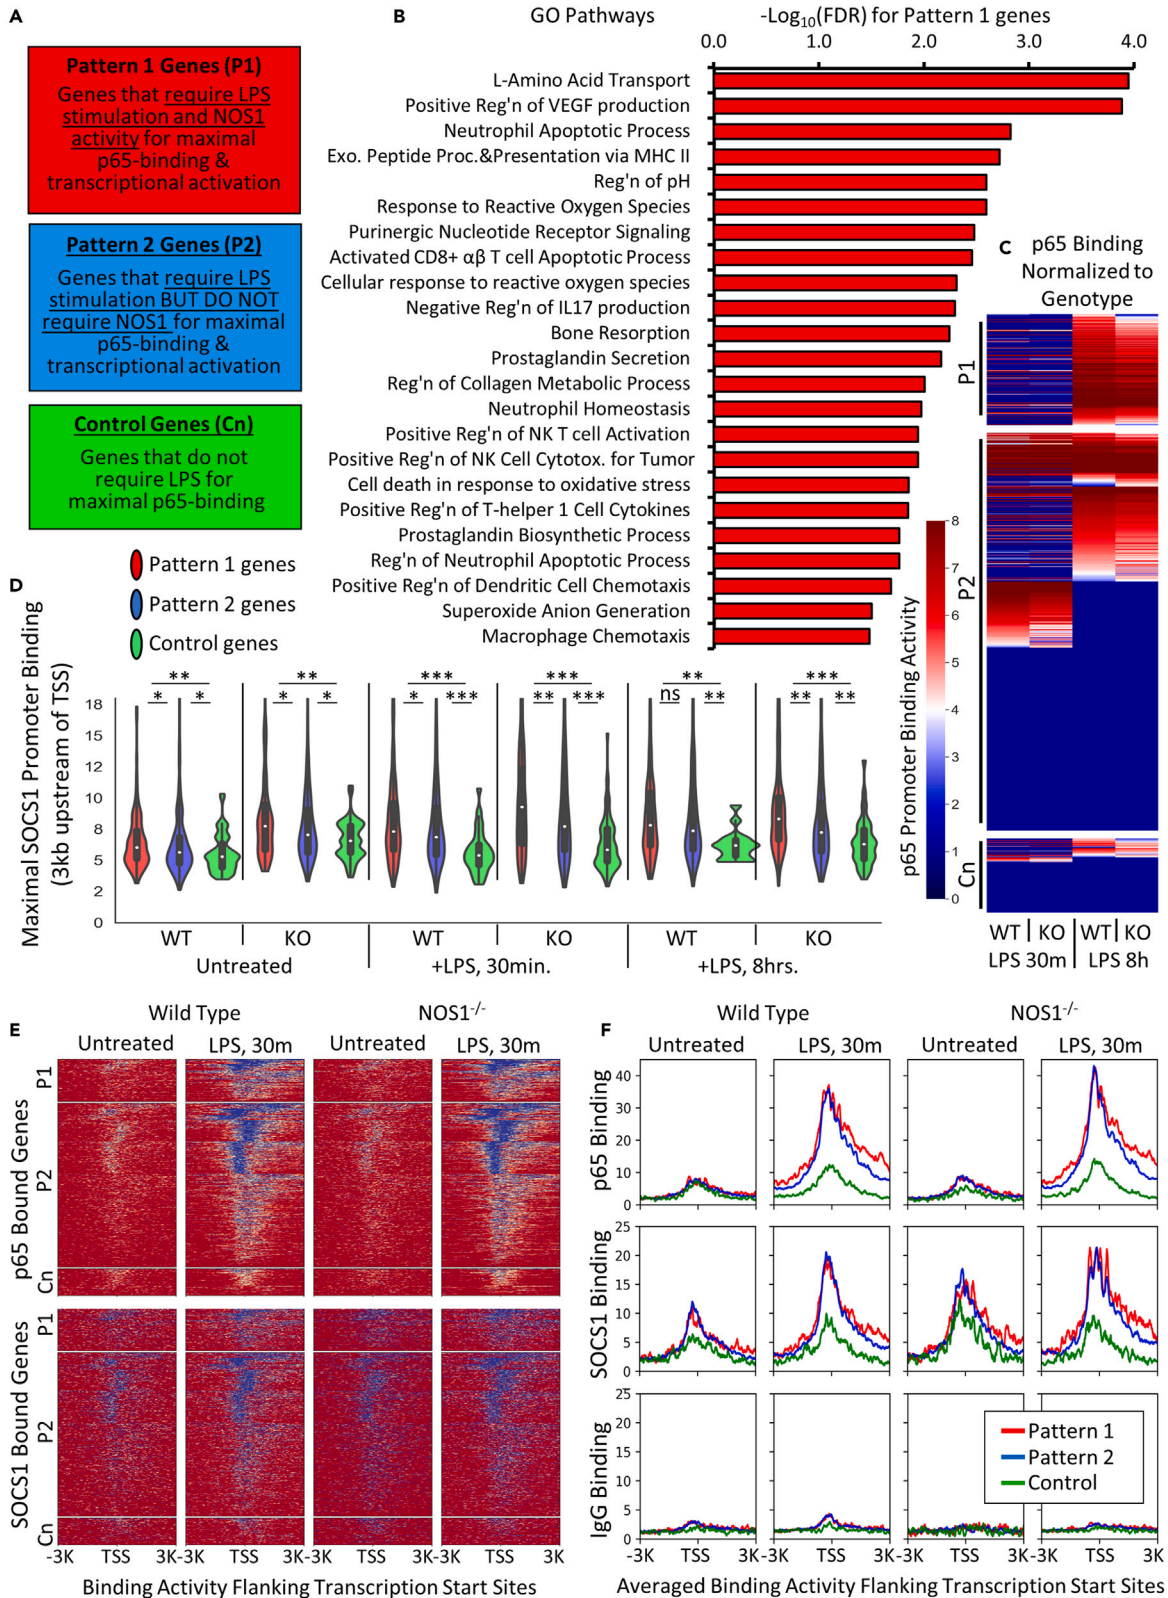 A
Pattern 1 Genes (P1)
Genes that require LPS
stimulation and NOS1
activity for maximal
p65-binding &
transcriptional activation
Pattern 2 Genes (P2)
Genes that require LPS
stimulation BUT DO NOT
require NOS1 for maximal
p65-binding &
transcriptional activation
Control Genes (Cn)
Genes that do not
require LPS for
maximal p65-binding
B
GO Pathways
-Log10(FDR) for Pattern 1 genes
0.0 1.0 2.0 3.0 4.0
L-Amino Acid Transport
Positive Reg'n of VEGF production
Neutrophil Apoptotic Process
Exo. Peptide Proc.&Presentation via MHC II
Reg'n of pH
Response to Reactive Oxygen Species
Purinergic Nucleotide Receptor Signaling
Activated CD8+ αβ T cell Apoptotic Process
Cellular response to reactive oxygen species
Negative Reg'n of IL17 production
Bone Resorption
Prostaglandin Secretion
Reg'n of Collagen Metabolic Process
Neutrophil Homeostasis
Positive Reg'n of NK T cell Activation
Positive Reg'n of NK Cell Cytotox. for Tumor
Cell death in response to oxidative stress
Positive Reg'n of T-helper 1 Cell Cytokines
Prostaglandin Biosynthetic Process
Reg'n of Neutrophil Apoptotic Process
Positive Reg'n of Dendritic Cell Chemotaxis
Superoxide Anion Generation
Macrophage Chemotaxis
C
p65 Binding
Normalized to
Genotype
P1
P2
Cn
p65 Promoter Binding Activity
8
7
6
5
4
3
2
1
0
WT KO WT KO
LPS 30m LPS 8h
D
Pattern 1 genes
Pattern 2 genes
Control genes
Maximal SOCS1 Promoter Binding
(3kb upstream of TSS)
18
15
12
10
8
5
2
0
** ** *** *** ** ***
* * * * * *** ** *** ns ** ** **
WT KO WT KO WT KO
Untreated +LPS, 30min. +LPS, 8hrs.
E
Wild Type NOS1-/-
Untreated LPS, 30m Untreated LPS, 30m
p65 Bound Genes
P1
P2
Cn
SOCS1 Bound Genes
P1
P2
Cn
-3K TSS 3K-3K TSS 3K-3K TSS 3K-3K TSS 3K
Binding Activity Flanking Transcription Start Sites
F
Wild Type NOS1-/-
Untreated LPS, 30m Untreated LPS, 30m
p65 Binding
40
30
20
10
0
SOCS1 Binding
25
20
15
10
5
0
IgG Binding
25
20
15
10
5
0
Pattern 1
Pattern 2
Control
-3K TSS 3K-3K TSS 3K-3K TSS 3K-3K TSS 3K
Averaged Binding Activity Flanking Transcription Start Sites